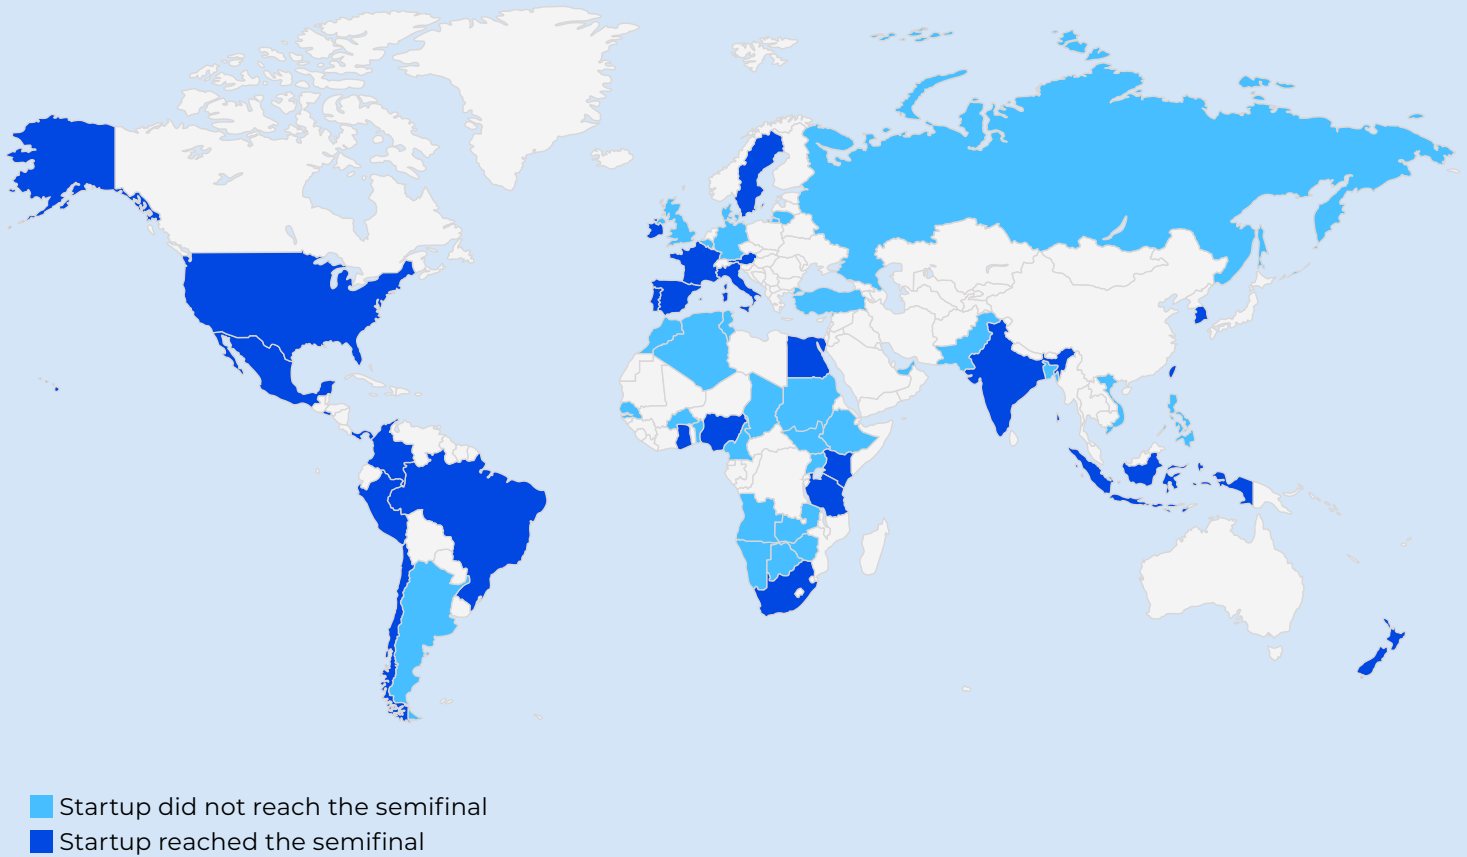 Startup did not reach the semifinal
Startup reached the semifinal